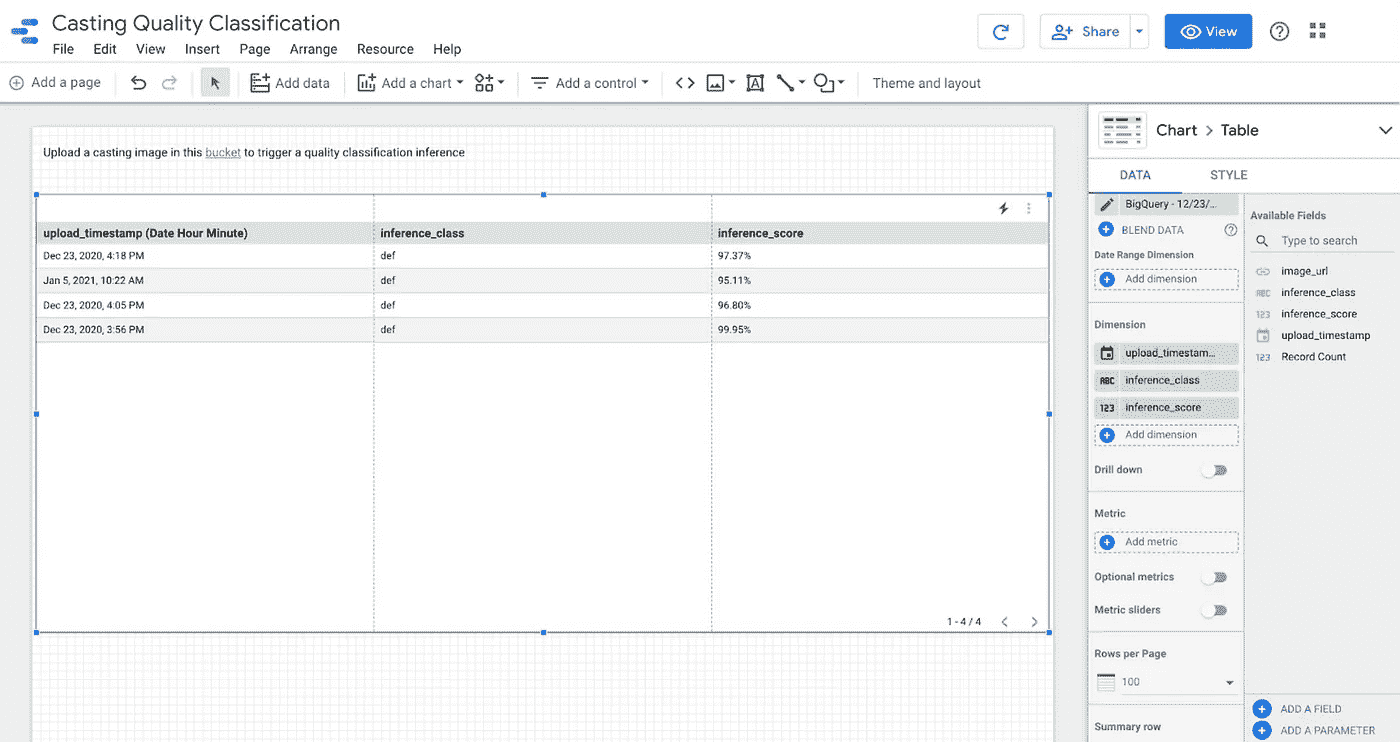 Casting Quality Classification
File Edit View Insert Page Arrange Resource Help
Share View
Add a page Add data Add a chart Add a control Theme and layout
Upload a casting image in this bucket to trigger a quality classification inference
upload_timestamp (Date Hour Minute) inference_class inference_score
Dec 23, 2020, 4:18 PM def 97.37%
Jan 5, 2021, 10:22 AM def 95.11%
Dec 23, 2020, 4:05 PM def 96.80%
Dec 23, 2020, 3:56 PM def 99.95%
1 - 4 / 4
Chart > Table
DATA STYLE
BigQuery - 12/23/...
BLEND DATA
Date Range Dimension
Add dimension
Dimension
upload_timestam...
ABC inference_class
123 inference_score
Add dimension
Drill down
Metric
Add metric
Optional metrics
Metric sliders
Rows per Page
100
Summary row
Available Fields
Type to search
image_url
ABC inference_class
123 inference_score
upload_timestamp
123 Record Count
ADD A FIELD
ADD A PARAMETER